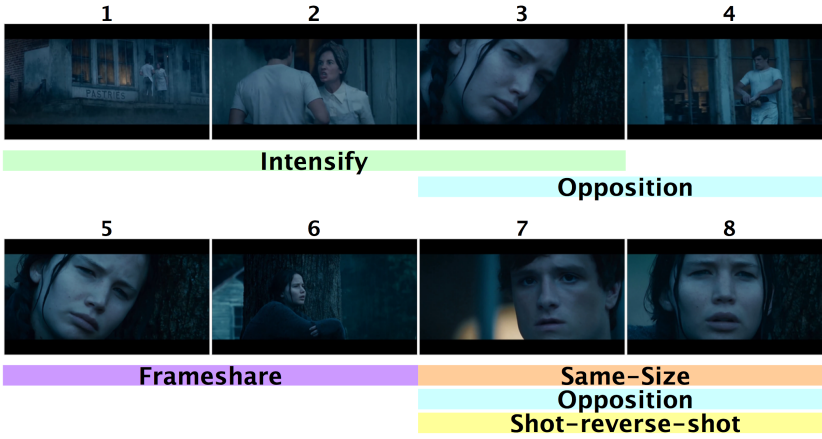 1 2 3 4
PASTRIES
Intensify
Opposition
5 6 7 8
Frameshare Same-Size
Opposition
Shot-reverse-shot